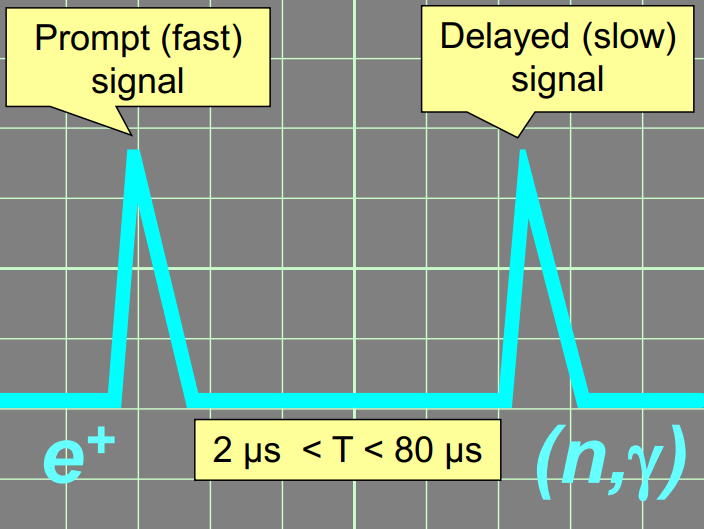 Prompt (fast)
signal
Delayed (slow)
signal
e⁺
2 µs < T < 80 µs
(n,γ)